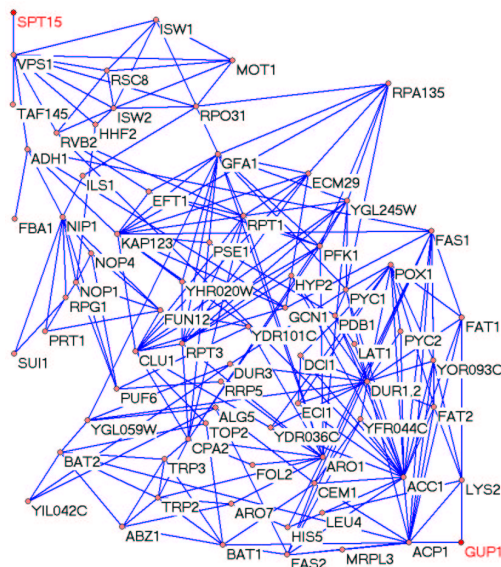 SPT15
ISW1
VPS1
MOT1
RSC8
RPA135
TAF145
ISW2
RPO31
HHF2
RVB2
ADH1
GFA1
ILS1
ECM29
EFT1
YGL245W
FBA1
NIP1
RPT1
KAP123
FAS1
PSE1
PFK1
NOP4
POX1
NOP1
YHR020W
HYP2
PYC1
RPG1
FUN12
GCN1
PDB1
FAT1
PRT1
YDR101C
PYC2
SUI1
CLU1
RPT3
LAT1
DCI1
YOR093C
DUR3
DUR1.2
PUF6
RRP5
ECI1
FAT2
ALG5
YGL059W
TOP2
YDR036C
YFR044C
BAT2
CPA2
TRP3
FOL2
ARO1
CEM1
ACC1
LYS2
YIL042C
TRP2
ARO7
LEU4
ABZ1
HIS5
BAT1
FAS2
MRPL3
ACP1
GUP1